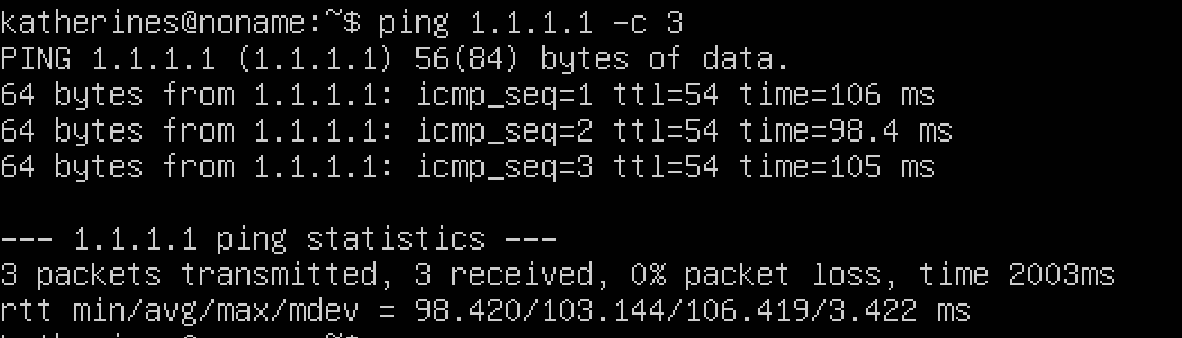 katherines@noname:~$ ping 1.1.1.1 -c 3
PING 1.1.1.1 (1.1.1.1) 56(84) bytes of data.
64 bytes from 1.1.1.1: icmp_seq=1 ttl=54 time=106 ms
64 bytes from 1.1.1.1: icmp_seq=2 ttl=54 time=98.4 ms
64 bytes from 1.1.1.1: icmp_seq=3 ttl=54 time=105 ms

--- 1.1.1.1 ping statistics ---
3 packets transmitted, 3 received, 0% packet loss, time 2003ms
rtt min/avg/max/mdev = 98.420/103.144/106.419/3.422 ms